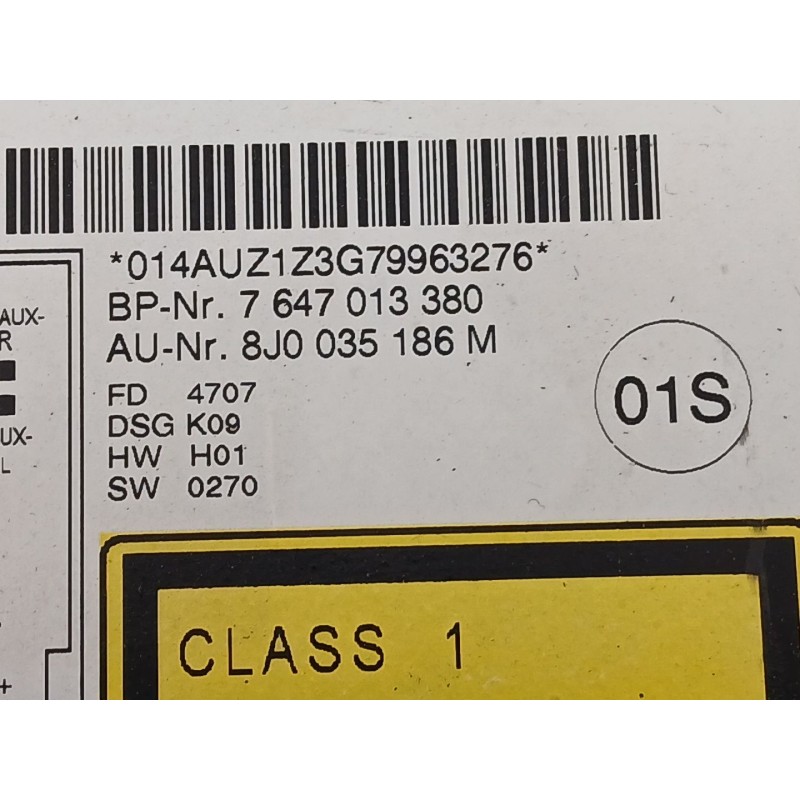 *014AUZ1Z3G79963276*
BP-Nr. 7 647 013 380
AU-Nr. 8J0 035 186 M
AUX-
R
FD 4707
DSG K09
HW H01
SW 0270
01S
UX-
L
+
CLASS 1